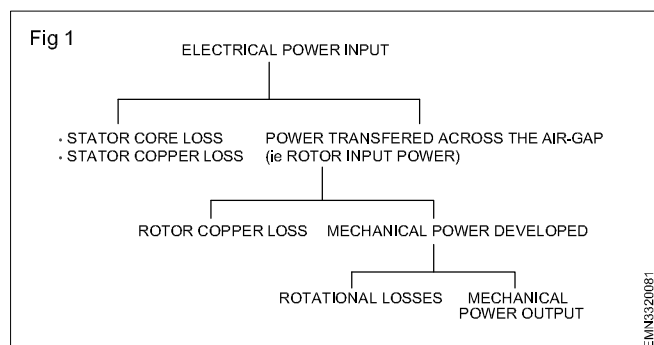 Fig 1
ELECTRICAL POWER INPUT
• STATOR CORE LOSS
• STATOR COPPER LOSS
POWER TRANSFERED ACROSS THE AIR-GAP
(ie ROTOR INPUT POWER)
ROTOR COPPER LOSS
MECHANICAL POWER DEVELOPED
ROTATIONAL LOSSES
MECHANICAL
POWER OUTPUT
EMN3320081